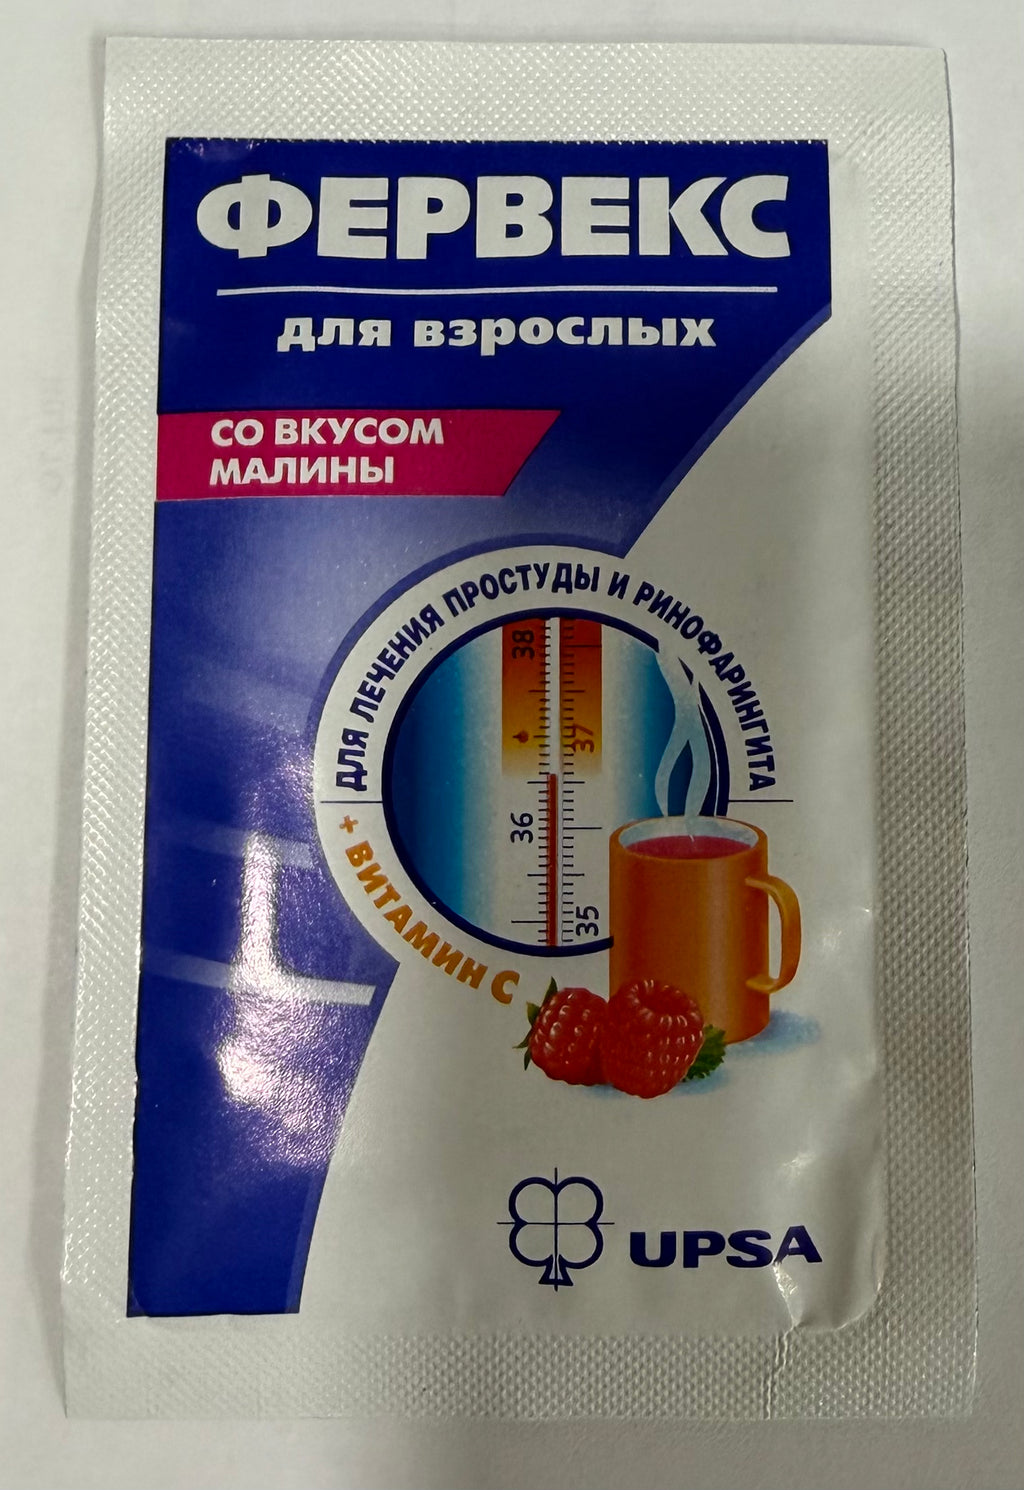 ФЕРВЕКС
для взрослых
СО ВКУСОМ
МАЛИНЫ
ДЛЯ ЛЕЧЕНИЯ ПРОСТУДЫ И РИНОФАРИНГИТА
38
37
36
35
+ ВИТАМИН С
UPSA